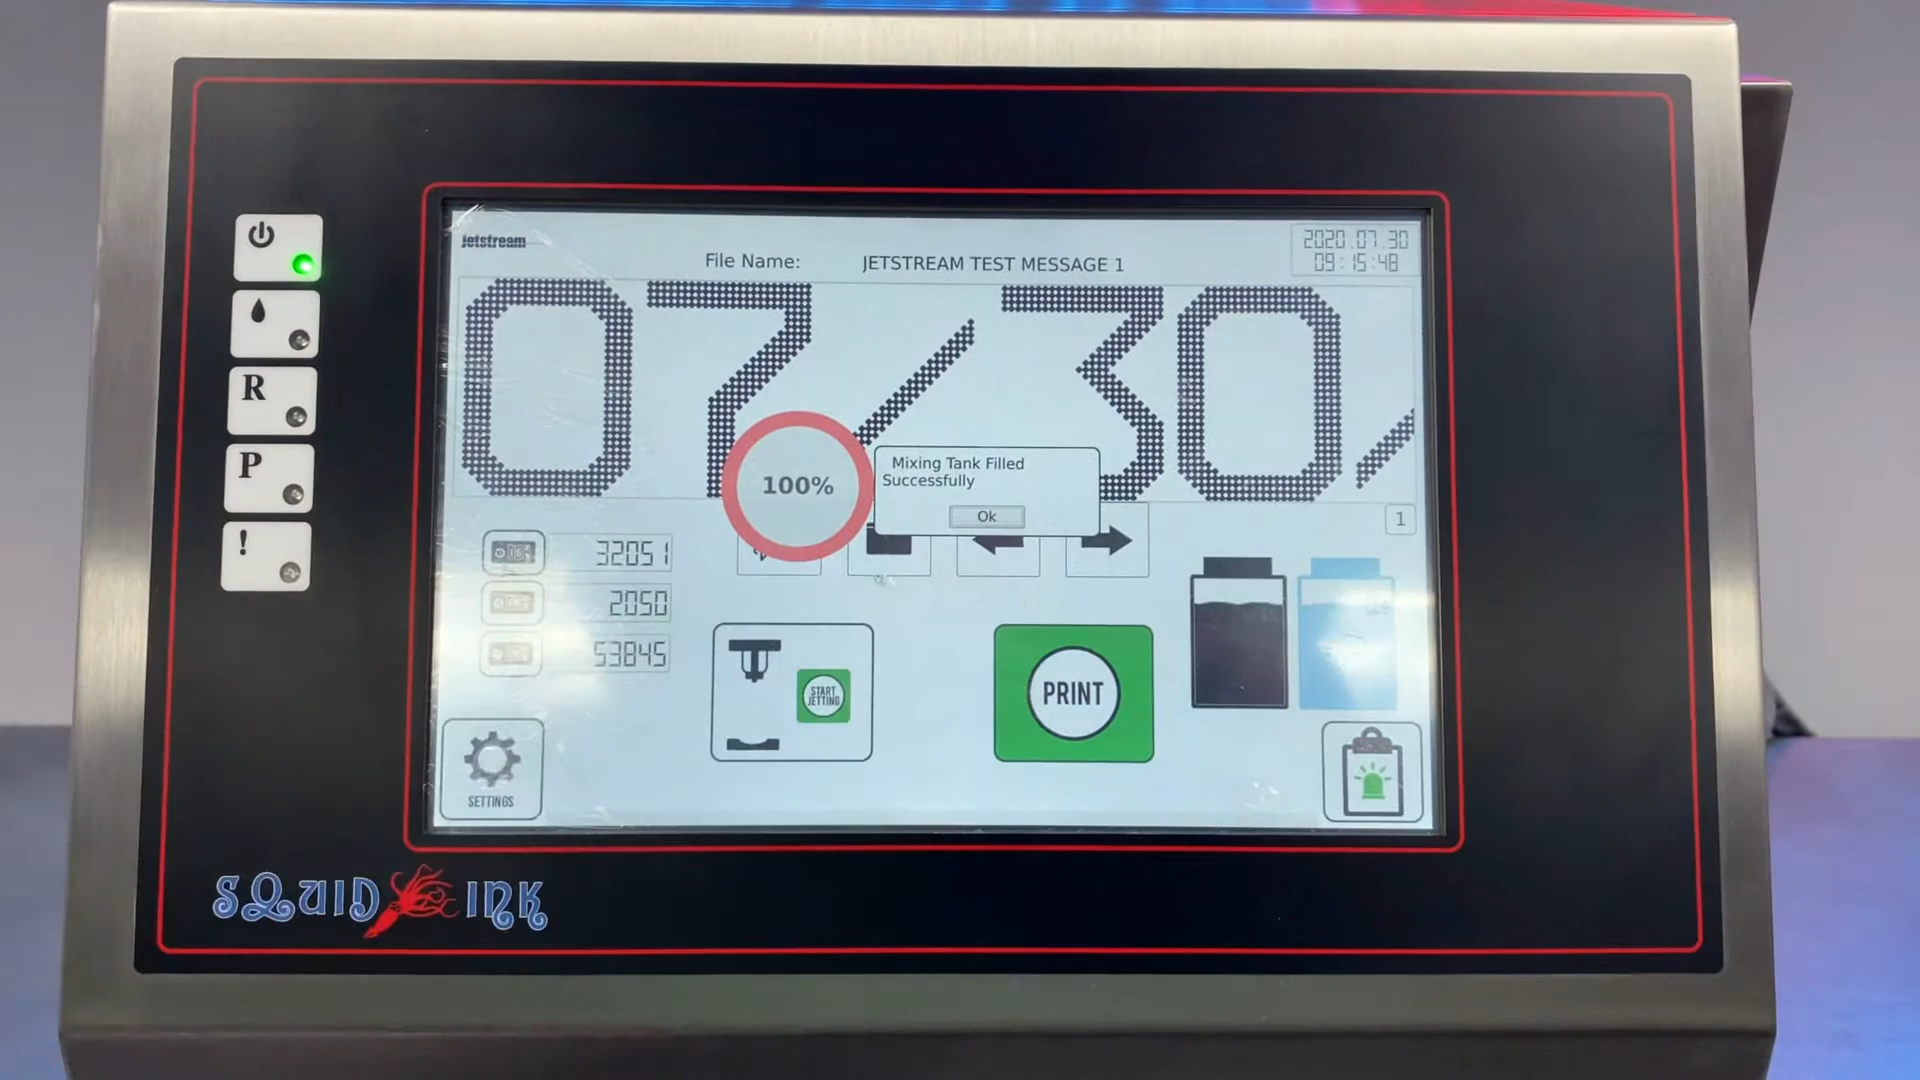 jetstream
File Name: JETSTREAM TEST MESSAGE 1
2020.07.30
09:15:48
07/30/
R
P
!
100%
Mixing Tank Filled
Successfully
Ok
1
32051
2050
53845
START
JETTING
PRINT
SETTINGS
SQUID INK